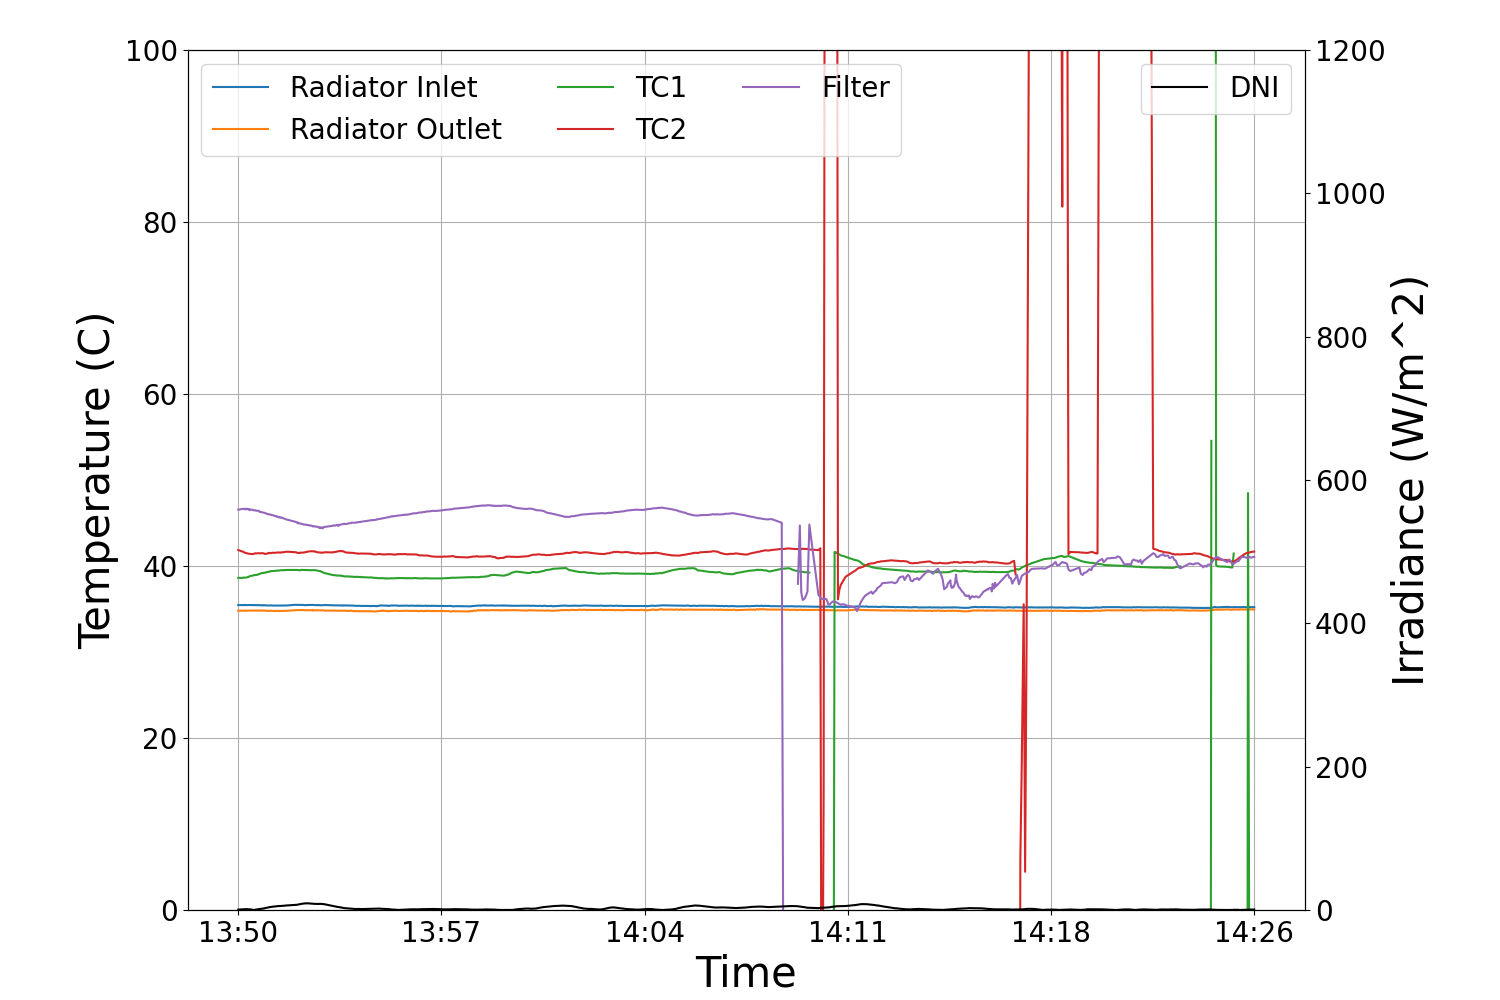 100
80
60
40
20
0
Temperature (C)
Radiator Inlet
Radiator Outlet
TC1
TC2
Filter
DNI
1200
1000
800
600
400
200
0
Irradiance (W/m^2)
13:50 13:57 14:04 14:11 14:18 14:26
Time